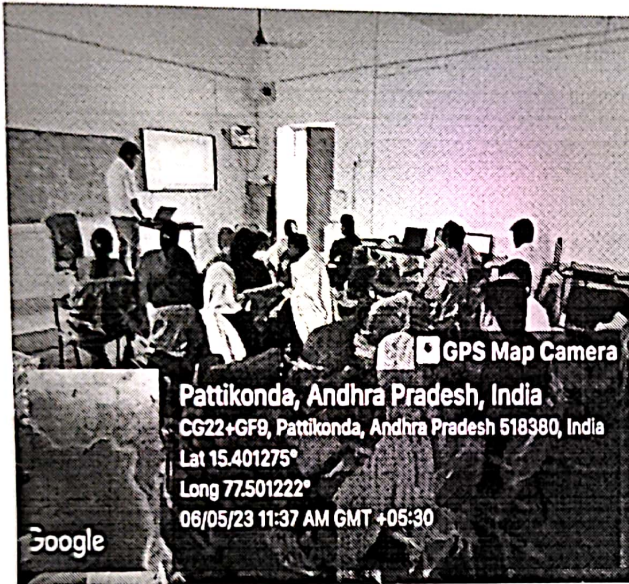 GPS Map Camera
Pattikonda, Andhra Pradesh, India
CG22+GF9, Pattikonda, Andhra Pradesh 518380, India
Lat 15.401275°
Long 77.501222°
06/05/23 11:37 AM GMT +05:30
Google